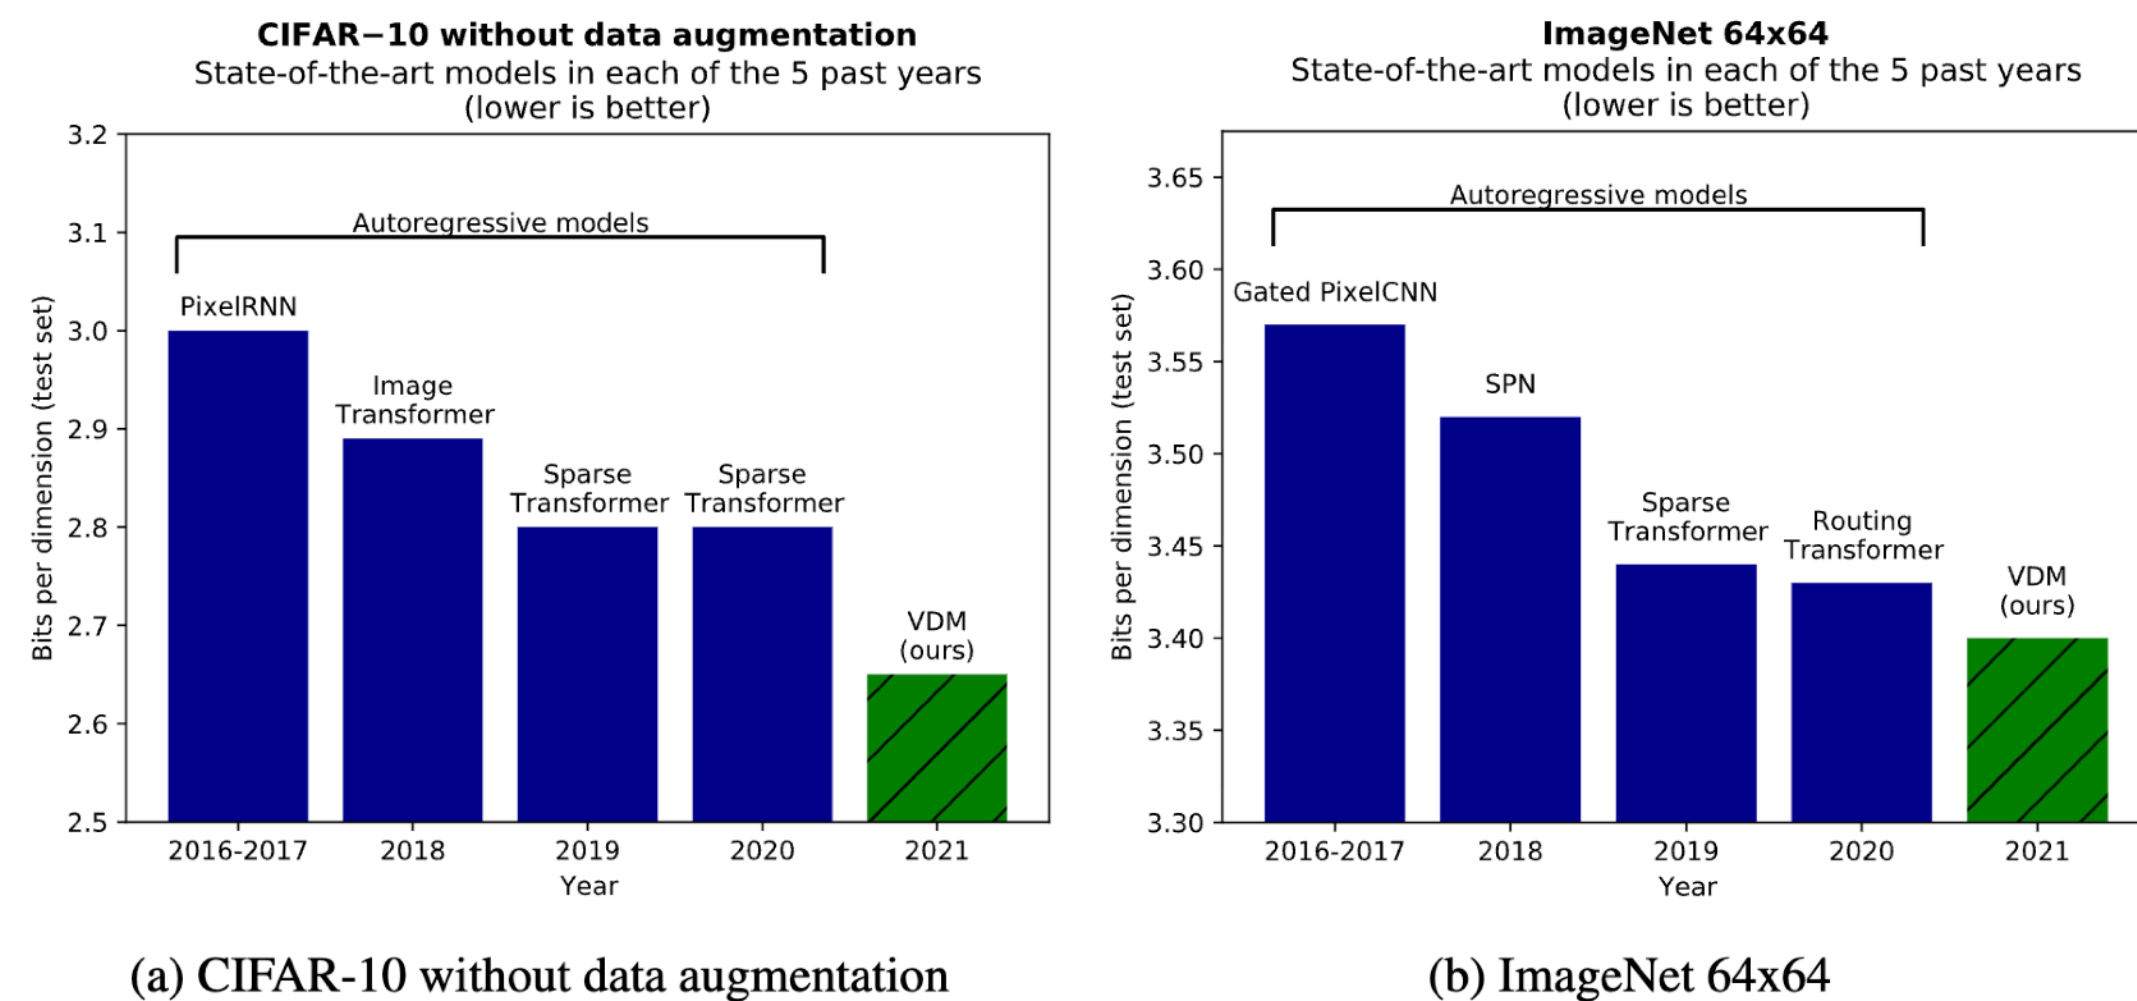 CIFAR−10 without data augmentation
State-of-the-art models in each of the 5 past years
(lower is better)
3.2
3.1
3.0
2.9
2.8
2.7
2.6
2.5
Bits per dimension (test set)
Autoregressive models
PixelRNN
Image
Transformer
Sparse
Transformer
Sparse
Transformer
VDM
(ours)
2016-2017
2018
2019
2020
2021
Year
(a) CIFAR-10 without data augmentation
ImageNet 64x64
State-of-the-art models in each of the 5 past years
(lower is better)
3.65
3.60
3.55
3.50
3.45
3.40
3.35
3.30
Bits per dimension (test set)
Autoregressive models
Gated PixelCNN
SPN
Sparse
Transformer
Routing
Transformer
VDM
(ours)
2016-2017
2018
2019
2020
2021
Year
(b) ImageNet 64x64